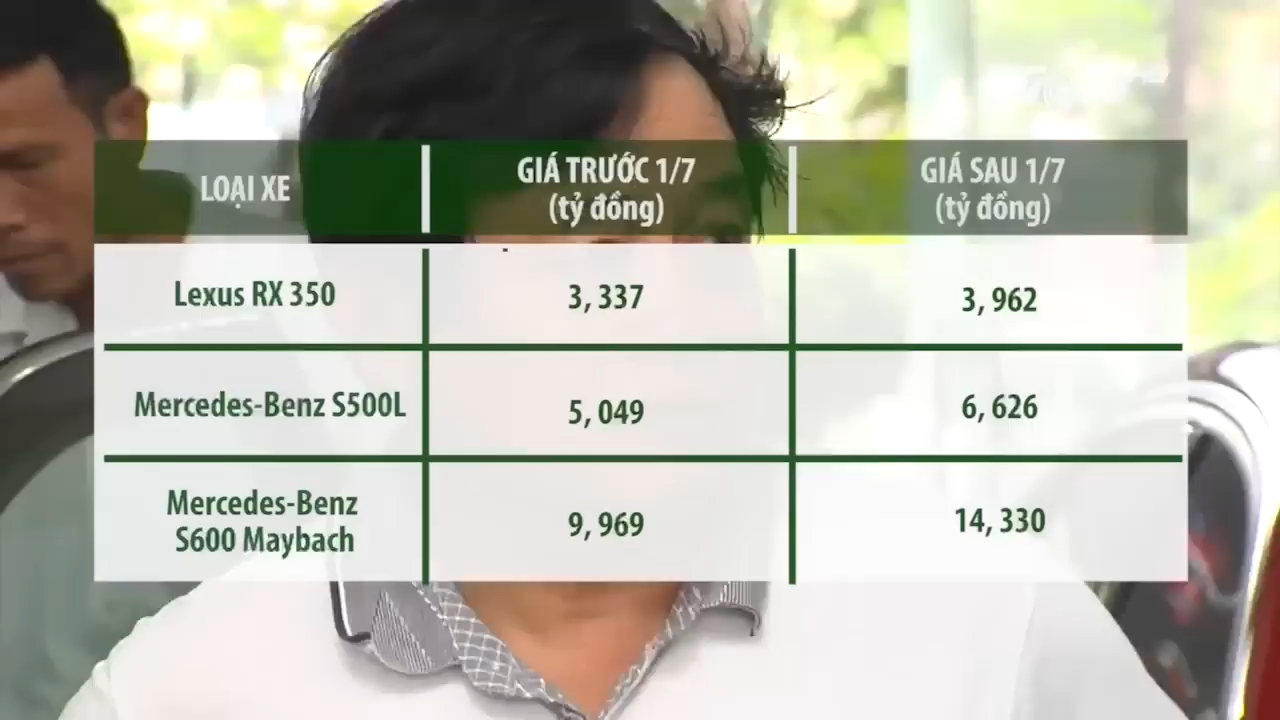 LOẠI XE
GIÁ TRƯỚC 1/7
(tỷ đồng)
GIÁ SAU 1/7
(tỷ đồng)
Lexus RX 350
3, 337
3, 962
Mercedes-Benz S500L
5, 049
6, 626
Mercedes-Benz
S600 Maybach
9, 969
14, 330